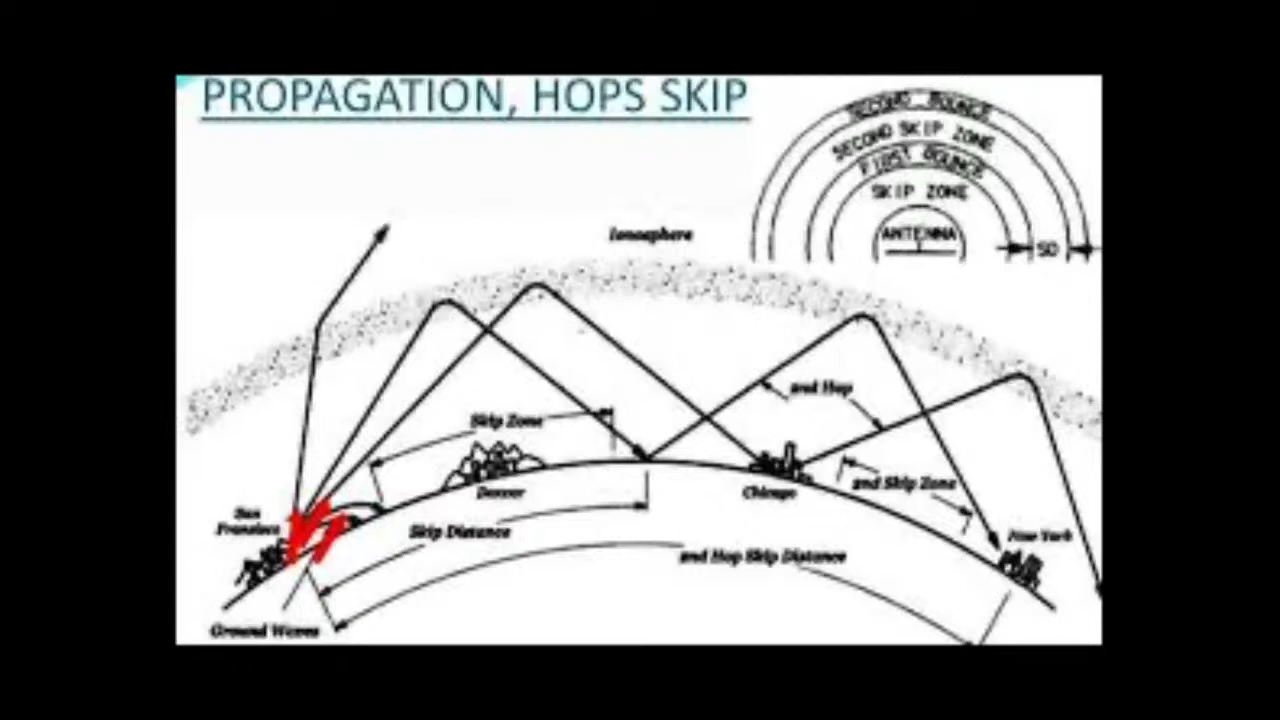 PROPAGATION, HOPS SKIP
SECOND BOUNCE
SECOND SKIP ZONE
FIRST BOUNCE
SKIP ZONE
ANTENNA
SD
Ionosphere
2nd Hop
Skip Zone
2nd Skip Zone
Denver
Chicago
San
Francisco
New York
Skip Distance
2nd Hop Skip Distance
Ground Waves